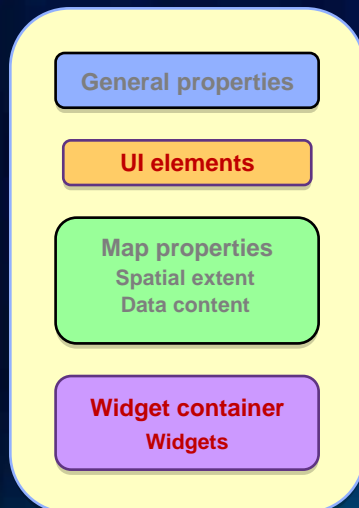 General properties
UI elements
Map properties
Spatial extent
Data content
Widget container
Widgets